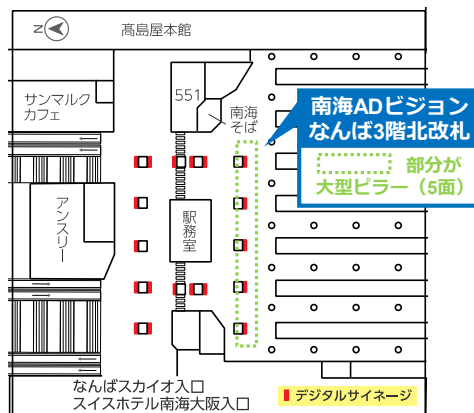 N
髙島屋本館
サンマルク
カフェ
551
南海
そば
南海ADビジョン
なんば3階北改札
部分が
大型ピラー（5面）
アンスリー
駅務室
なんばスカイオ入口
スイスホテル南海大阪入口
デジタルサイネージ